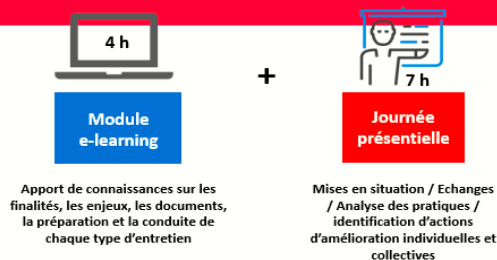 4 h
Module
e-learning
Apport de connaissances sur les
finalités, les enjeux, les documents,
la préparation et la conduite de
chaque type d'entretien
+
7 h
Journée
présentielle
Mises en situation / Echanges
/ Analyse des pratiques /
identification d'actions
d'amélioration individuelles et
collectives